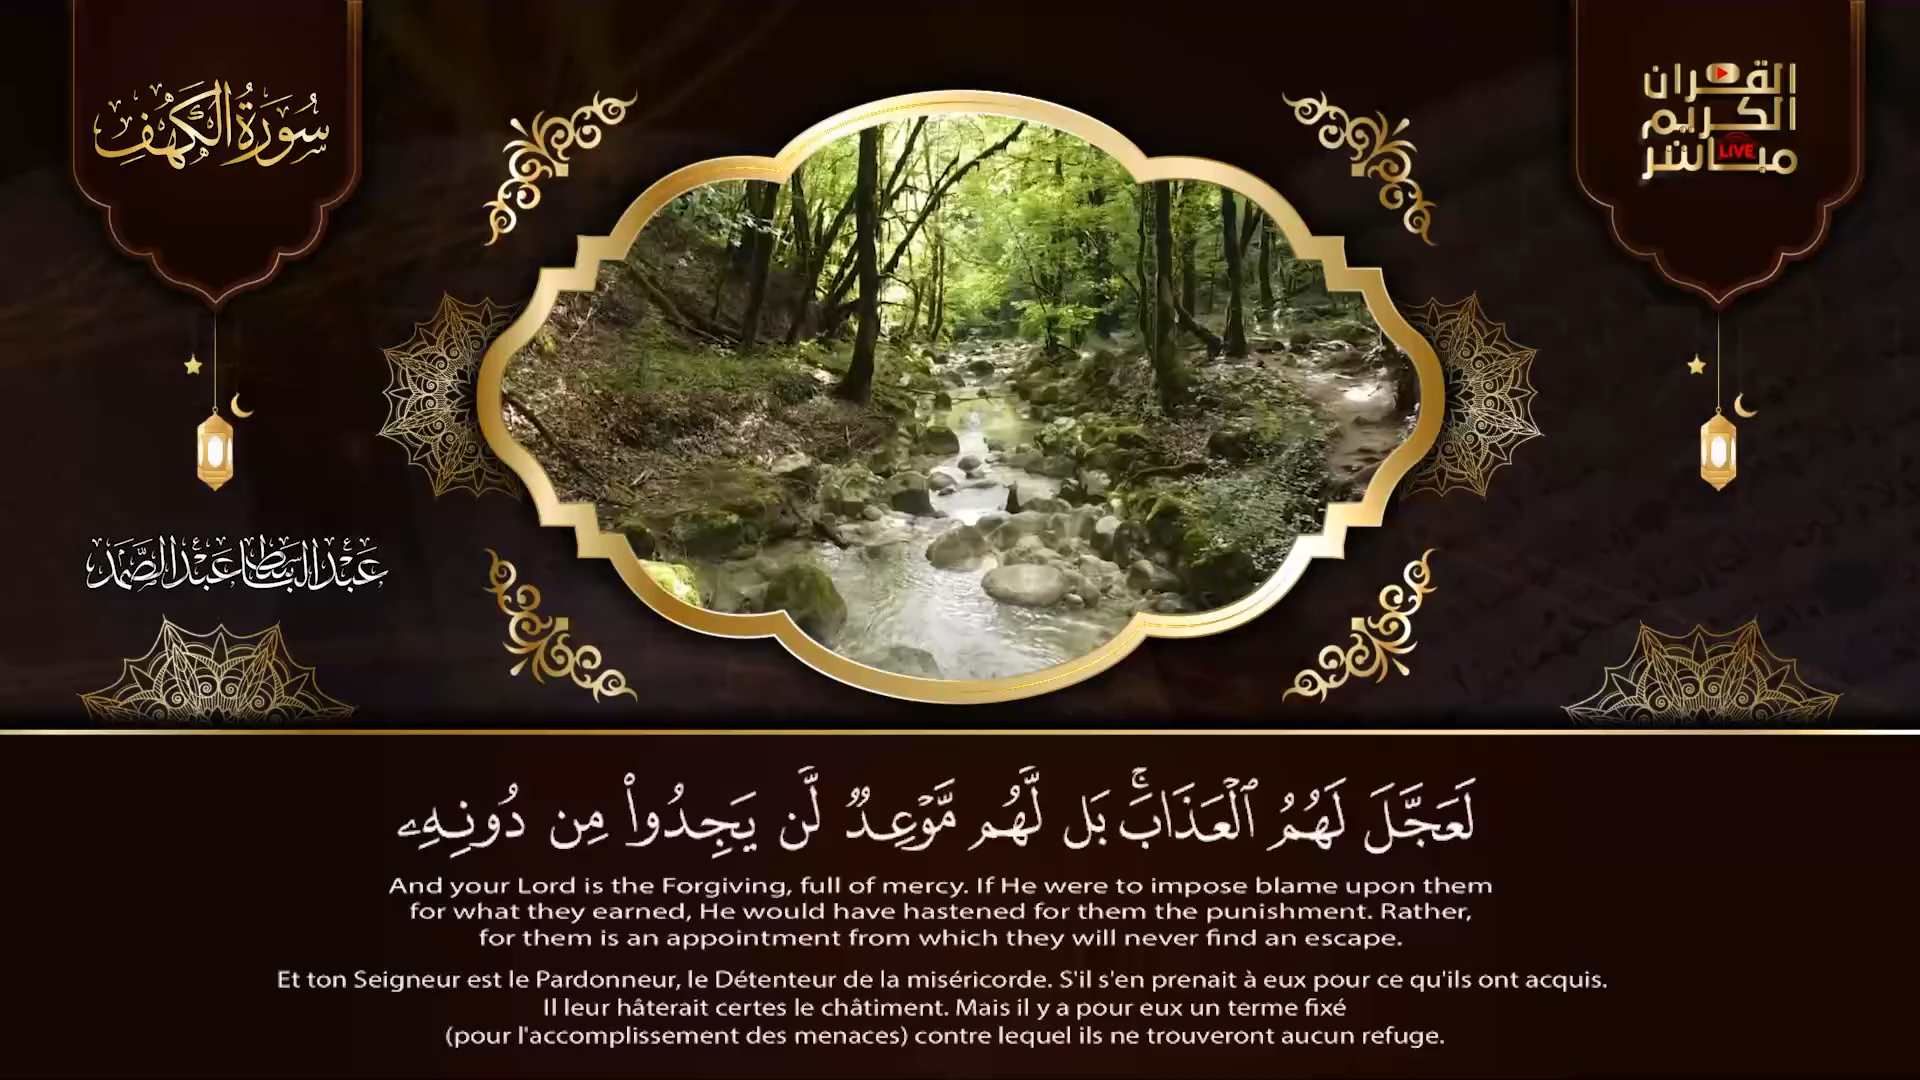 سُورَةُ الكَهْفِ
القرآن
الكريم
مباشر
LIVE
عَبْدُ الْبَاسِطْ عَبْدُ الصَّمَدْ
لَعَجَّلَ لَهُمُ ٱلْعَذَابَۚ بَل لَّهُم مَّوْعِدٌ لَّن يَجِدُوا۟ مِن دُونِهِۦ
And your Lord is the Forgiving, full of mercy. If He were to impose blame upon them
for what they earned, He would have hastened for them the punishment. Rather,
for them is an appointment from which they will never find an escape.
Et ton Seigneur est le Pardonneur, le Détenteur de la miséricorde. S'il s'en prenait à eux pour ce qu'ils ont acquis.
Il leur hâterait certes le châtiment. Mais il y a pour eux un terme fixé
(pour l'accomplissement des menaces) contre lequel ils ne trouveront aucun refuge.